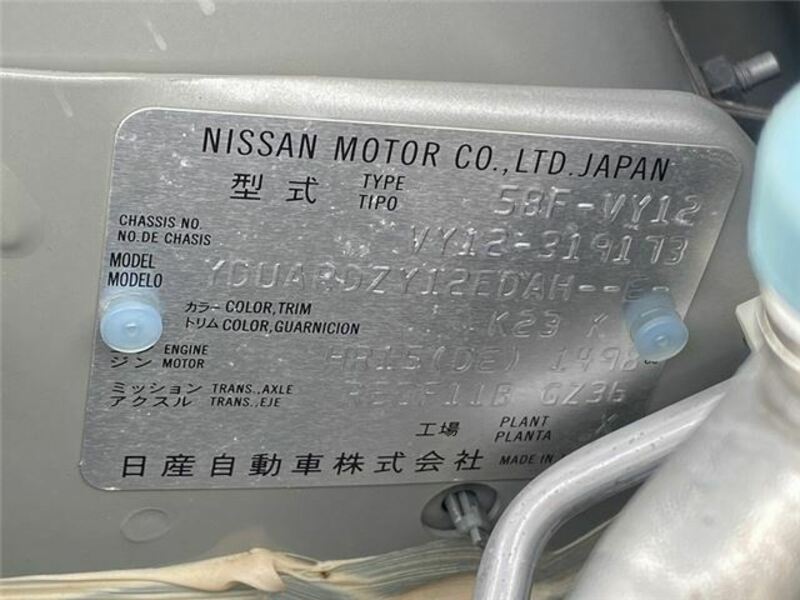 NISSAN MOTOR CO.,LTD.JAPAN
型式 TYPE TIPO 5BF-VY12
CHASSIS NO. NO.DE CHASIS VY12-319173
MODEL MODELO
カラー COLOR,TRIM トリム COLOR,GUARNICION K23 K
ジン ENGINE MOTOR HR15(DE) 1498 cc
ミッション TRANS.,AXLE アクスル TRANS.,EJE GZ36
工場 PLANT PLANTA X
日産自動車株式会社 MADE IN